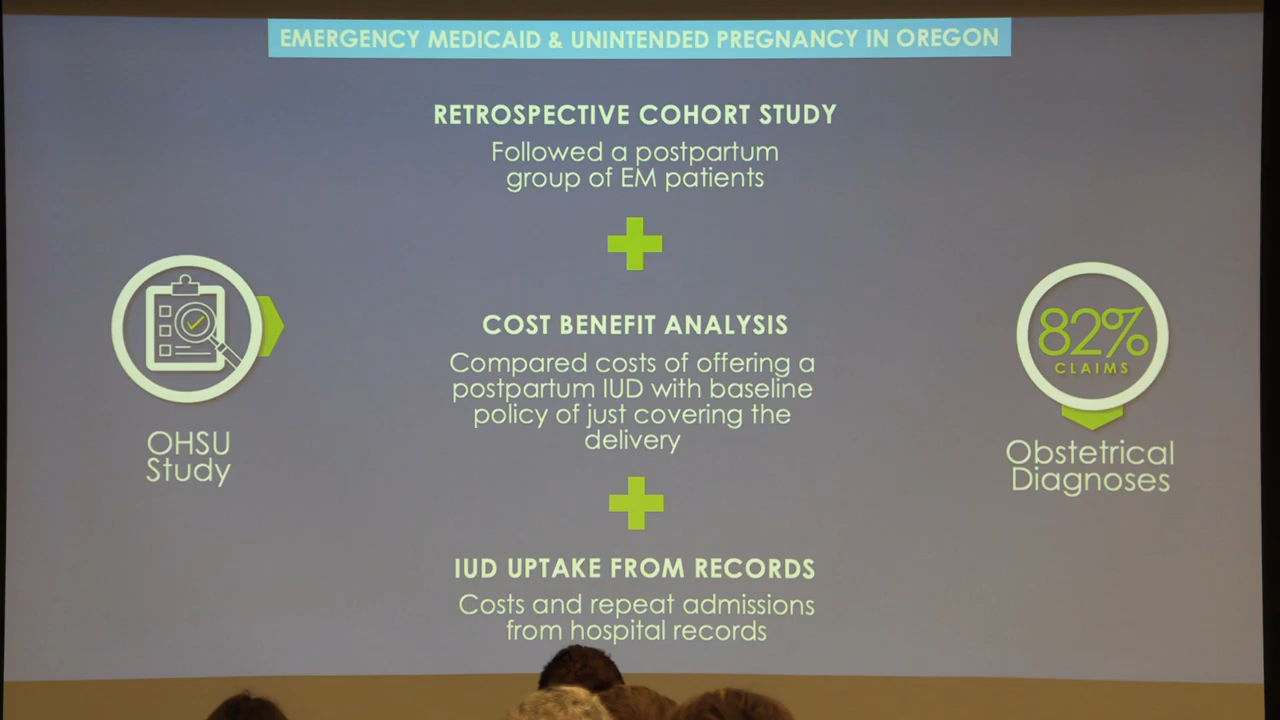 EMERGENCY MEDICAID & UNINTENDED PREGNANCY IN OREGON
RETROSPECTIVE COHORT STUDY
Followed a postpartum
group of EM patients
COST BENEFIT ANALYSIS
Compared costs of offering a
postpartum IUD with baseline
policy of just covering the
delivery
IUD UPTAKE FROM RECORDS
Costs and repeat admissions
from hospital records
OHSU
Study
82%
CLAIMS
Obstetrical
Diagnoses